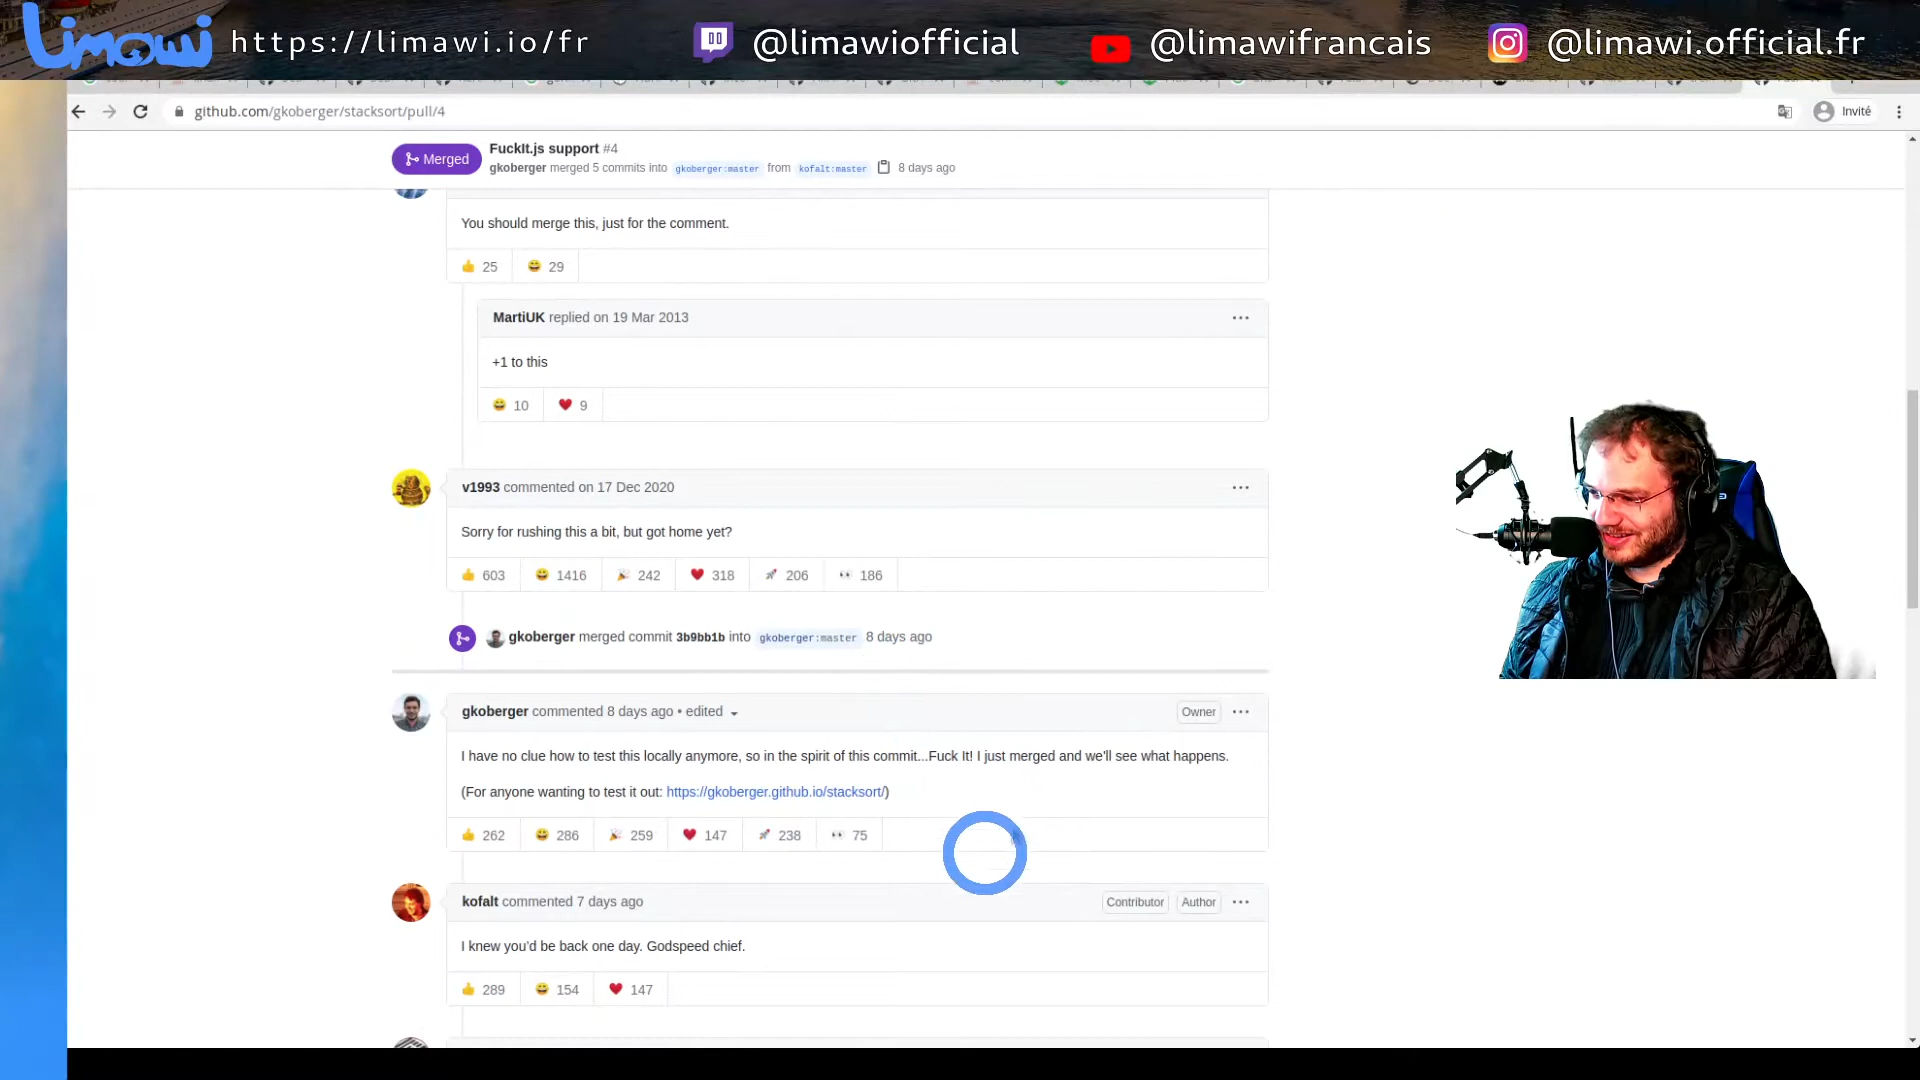 Limawi https://limawi.io/fr @limawiofficial @limawifrancais @limawi.official.fr
github.com/gkoberger/stacksort/pull/4 Invité
Merged FuckIt.js support #4
gkoberger merged 5 commits into gkoberger:master from kofalt:master 8 days ago
You should merge this, just for the comment.
25 29
MartiUK replied on 19 Mar 2013
+1 to this
10 9
v1993 commented on 17 Dec 2020
Sorry for rushing this a bit, but got home yet?
603 1416 242 318 206 186
gkoberger merged commit 3b9bb1b into gkoberger:master 8 days ago
gkoberger commented 8 days ago • edited Owner
I have no clue how to test this locally anymore, so in the spirit of this commit...Fuck It! I just merged and we'll see what happens.
(For anyone wanting to test it out: https://gkoberger.github.io/stacksort/)
262 286 259 147 238 75
kofalt commented 7 days ago Contributor Author
I knew you'd be back one day. Godspeed chief.
289 154 147